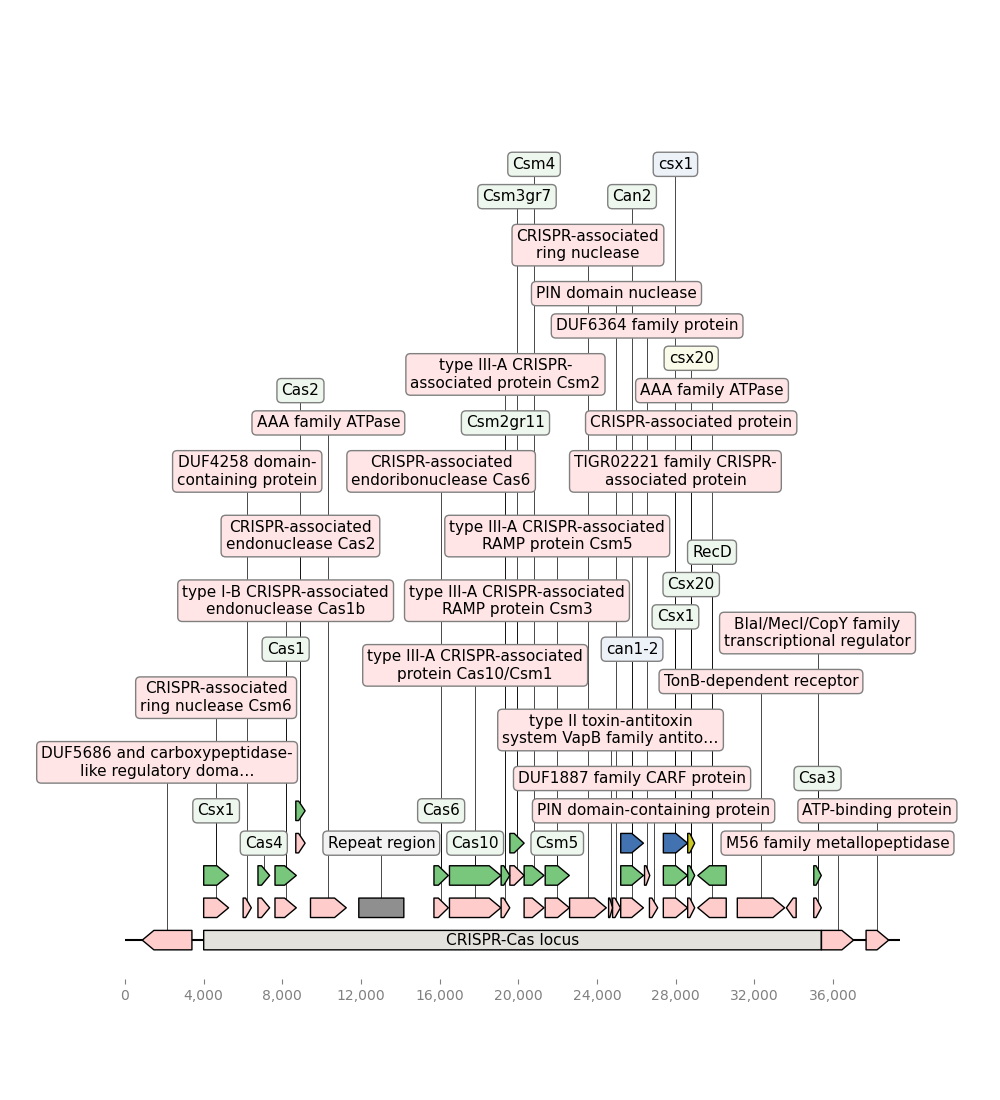 Csm4
csx1
Csm3gr7
Can2
CRISPR-associated
ring nuclease
PIN domain nuclease
DUF6364 family protein
csx20
type III-A CRISPR-
associated protein Csm2
Cas2
AAA family ATPase
AAA family ATPase
Csm2gr11
CRISPR-associated protein
DUF4258 domain-
containing protein
CRISPR-associated
endoribonuclease Cas6
TIGR02221 family CRISPR-
associated protein
CRISPR-associated
endonuclease Cas2
type III-A CRISPR-associated
RAMP protein Csm5
RecD
Csx20
type I-B CRISPR-associated
endonuclease Cas1b
type III-A CRISPR-associated
RAMP protein Csm3
Csx1
BlaI/MecI/CopY family
transcriptional regulator
Cas1
can1-2
type III-A CRISPR-associated
protein Cas10/Csm1
TonB-dependent receptor
CRISPR-associated
ring nuclease Csm6
type II toxin-antitoxin
system VapB family antito…
DUF5686 and carboxypeptidase-
like regulatory doma…
DUF1887 family CARF protein
Csa3
Csx1
Cas6
PIN domain-containing protein
ATP-binding protein
Cas4
Repeat region
Cas10
Csm5
M56 family metallopeptidase
CRISPR-Cas locus
0
4,000
8,000
12,000
16,000
20,000
24,000
28,000
32,000
36,000